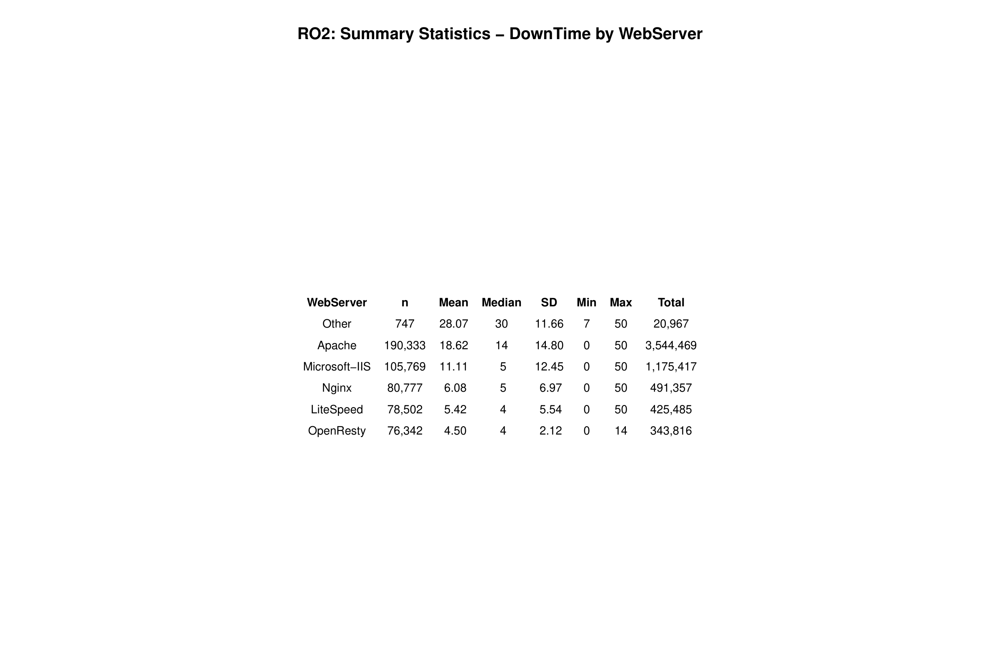 RO2: Summary Statistics – DownTime by WebServer
WebServer n Mean Median SD Min Max Total
Other 747 28.07 30 11.66 7 50 20,967
Apache 190,333 18.62 14 14.80 0 50 3,544,469
Microsoft–IIS 105,769 11.11 5 12.45 0 50 1,175,417
Nginx 80,777 6.08 5 6.97 0 50 491,357
LiteSpeed 78,502 5.42 4 5.54 0 50 425,485
OpenResty 76,342 4.50 4 2.12 0 14 343,816